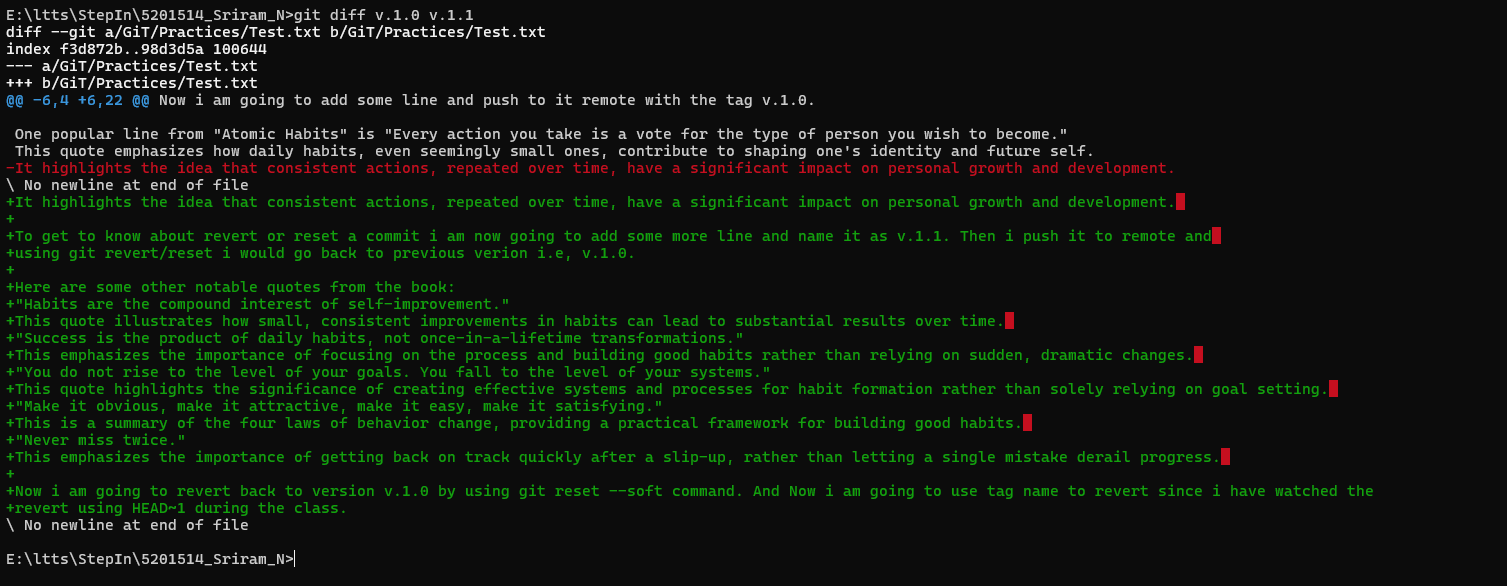 E:\ltts\StepIn\5201514_Sriram_N>git diff v.1.0 v.1.1
diff --git a/GiT/Practices/Test.txt b/GiT/Practices/Test.txt
index f3d872b..98d3d5a 100644
--- a/GiT/Practices/Test.txt
+++ b/GiT/Practices/Test.txt
@@ -6,4 +6,22 @@ Now i am going to add some line and push to it remote with the tag v.1.0.
One popular line from "Atomic Habits" is "Every action you take is a vote for the type of person you wish to become."
This quote emphasizes how daily habits, even seemingly small ones, contribute to shaping one's identity and future self.
-It highlights the idea that consistent actions, repeated over time, have a significant impact on personal growth and development.
\ No newline at end of file
+It highlights the idea that consistent actions, repeated over time, have a significant impact on personal growth and development.
+
+To get to know about revert or reset a commit i am now going to add some more line and name it as v.1.1. Then i push it to remote and
+using git revert/reset i would go back to previous verion i.e, v.1.0.
+
+Here are some other notable quotes from the book:
+"Habits are the compound interest of self-improvement."
+This quote illustrates how small, consistent improvements in habits can lead to substantial results over time.
+"Success is the product of daily habits, not once-in-a-lifetime transformations."
+This emphasizes the importance of focusing on the process and building good habits rather than relying on sudden, dramatic changes.
+"You do not rise to the level of your goals. You fall to the level of your systems."
+This quote highlights the significance of creating effective systems and processes for habit formation rather than solely relying on goal setting.
+"Make it obvious, make it attractive, make it easy, make it satisfying."
+This is a summary of the four laws of behavior change, providing a practical framework for building good habits.
+"Never miss twice."
+This emphasizes the importance of getting back on track quickly after a slip-up, rather than letting a single mistake derail progress.
+
+Now i am going to revert back to version v.1.0 by using git reset --soft command. And Now i am going to use tag name to revert since i have watched the
+revert using HEAD~1 during the class.
\ No newline at end of file
E:\ltts\StepIn\5201514_Sriram_N>